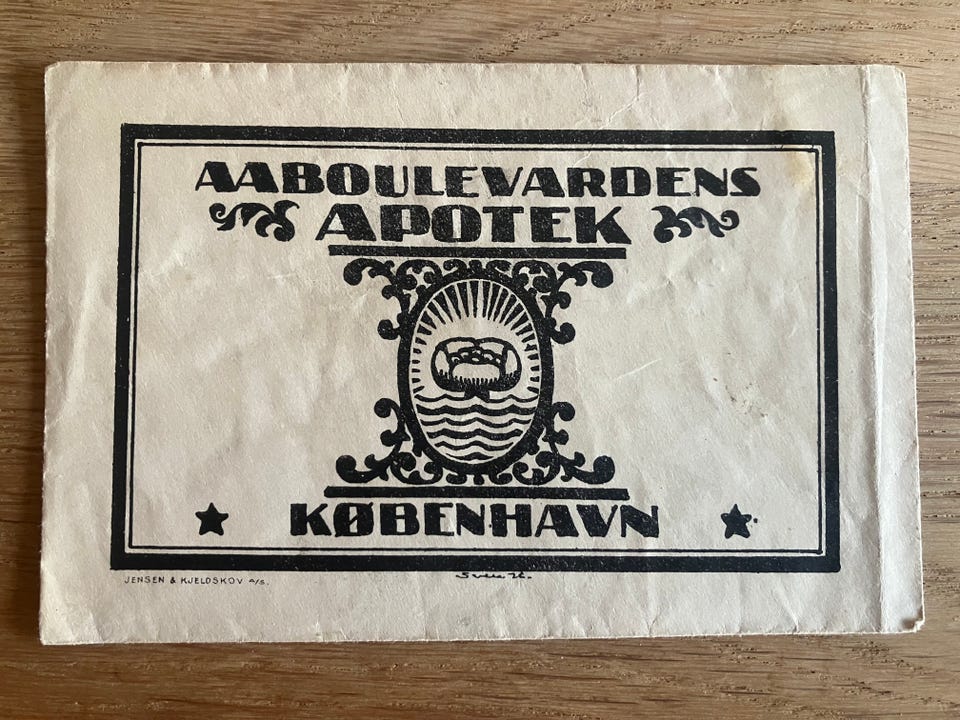 AABOULEVARDENS
APOTEK
KØBENHAVN
JENSEN & KJELDSKOV A/S.